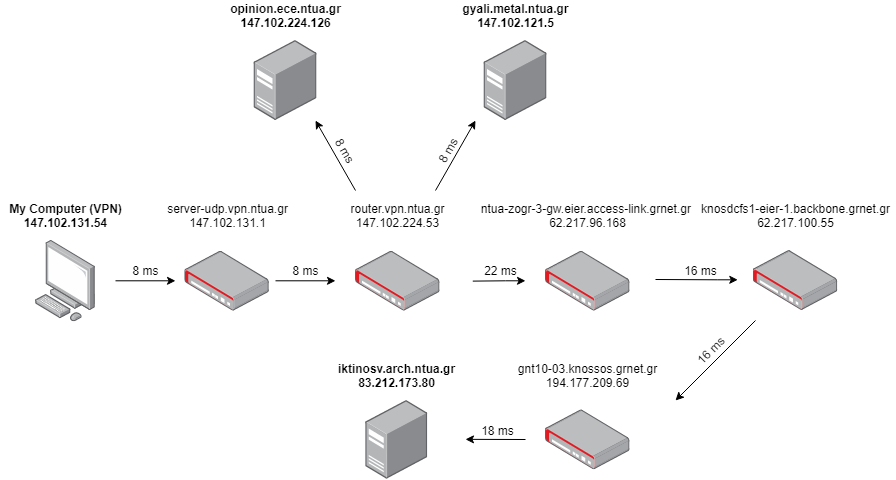 opinion.ece.ntua.gr
147.102.224.126
gyali.metal.ntua.gr
147.102.121.5
8 ms
8 ms
My Computer (VPN)
147.102.131.54
server-udp.vpn.ntua.gr
147.102.131.1
router.vpn.ntua.gr
147.102.224.53
ntua-zogr-3-gw.eier.access-link.grnet.gr
62.217.96.168
knosdcfs1-eier-1.backbone.grnet.gr
62.217.100.55
8 ms
8 ms
22 ms
16 ms
16 ms
iktinosv.arch.ntua.gr
83.212.173.80
gnt10-03.knossos.grnet.gr
194.177.209.69
18 ms